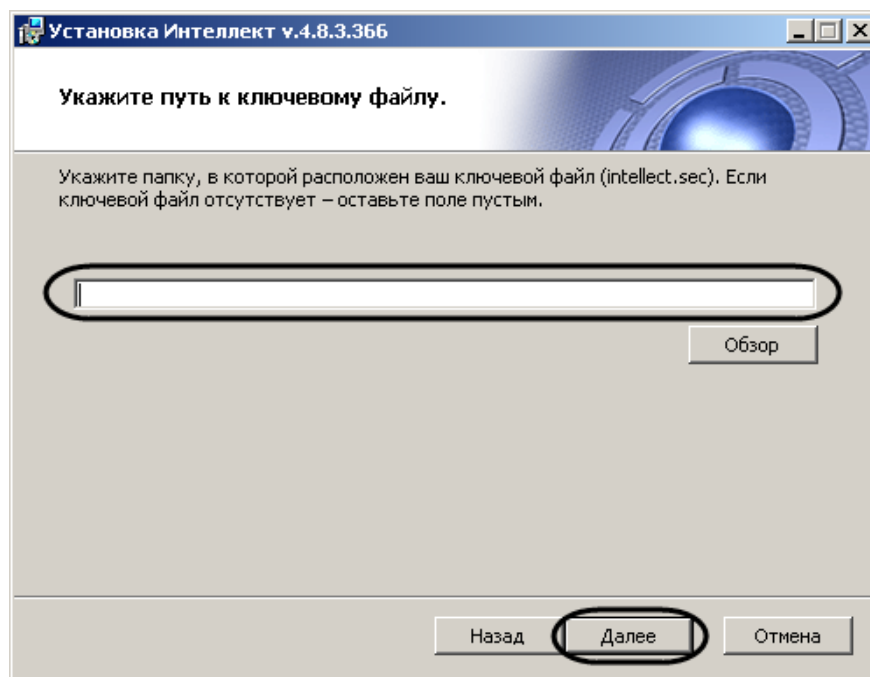 Установка Интеллект v.4.8.3.366
Укажите путь к ключевому файлу.
Укажите папку, в которой расположен ваш ключевой файл (intellect.sec). Если
ключевой файл отсутствует – оставьте поле пустым.
Обзор
Назад
Далее
Отмена